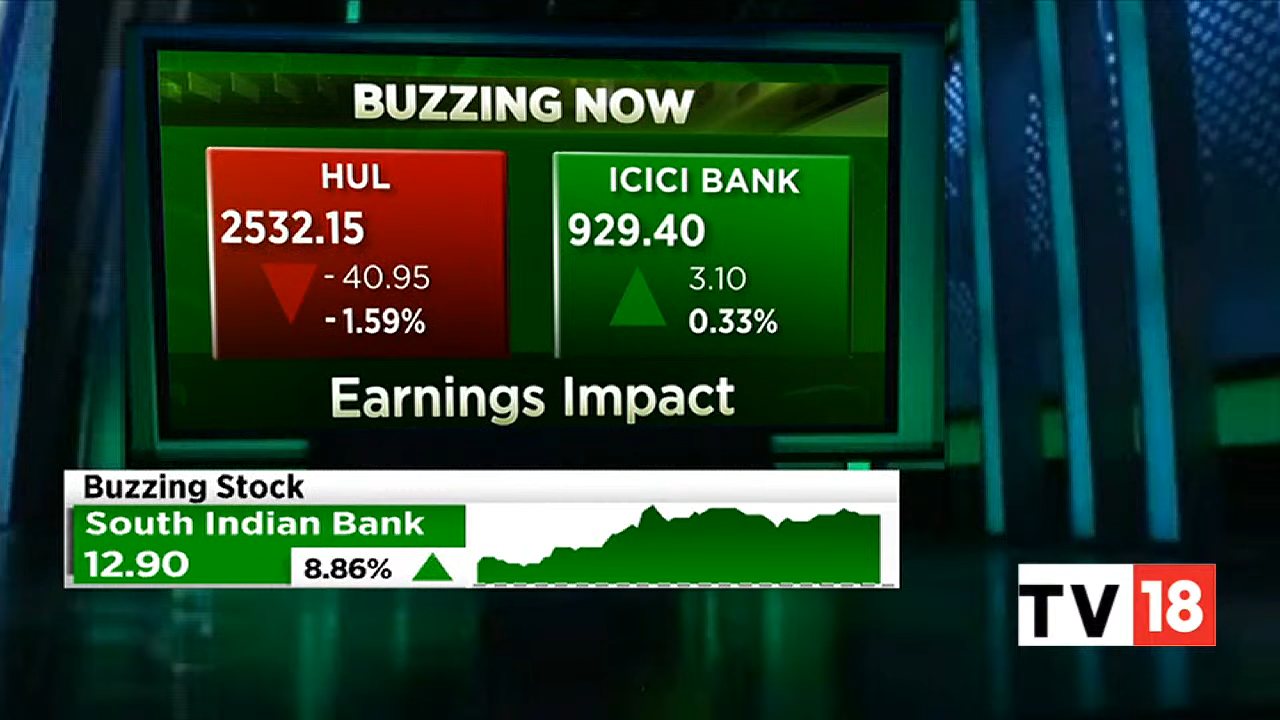 BUZZING NOW
HUL
2532.15
- 40.95
- 1.59%
ICICI BANK
929.40
3.10
0.33%
Earnings Impact
Buzzing Stock
South Indian Bank
12.90
8.86%
TV18